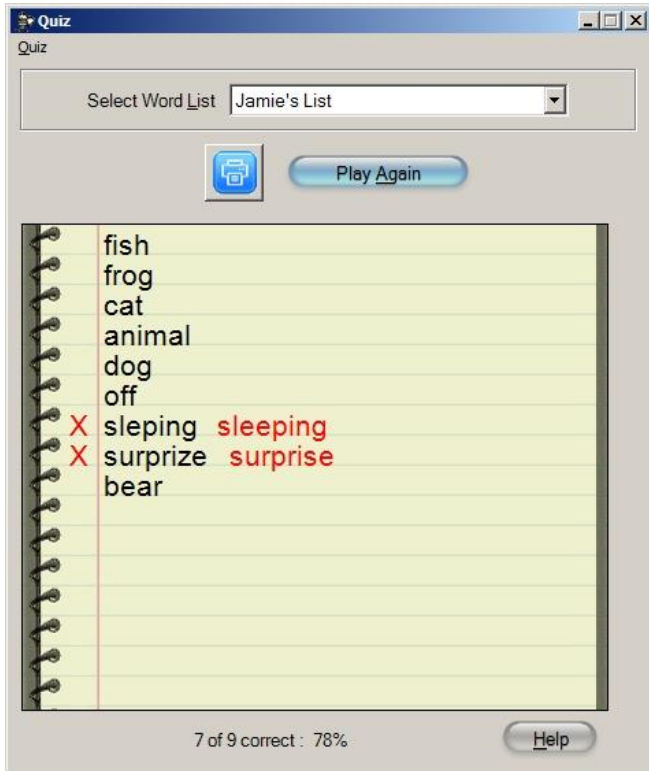 Quiz
Quiz
Select Word List Jamie's List
Play Again
fish
frog
cat
animal
dog
off
X sleping sleeping
X surprize surprise
bear
7 of 9 correct : 78%
Help